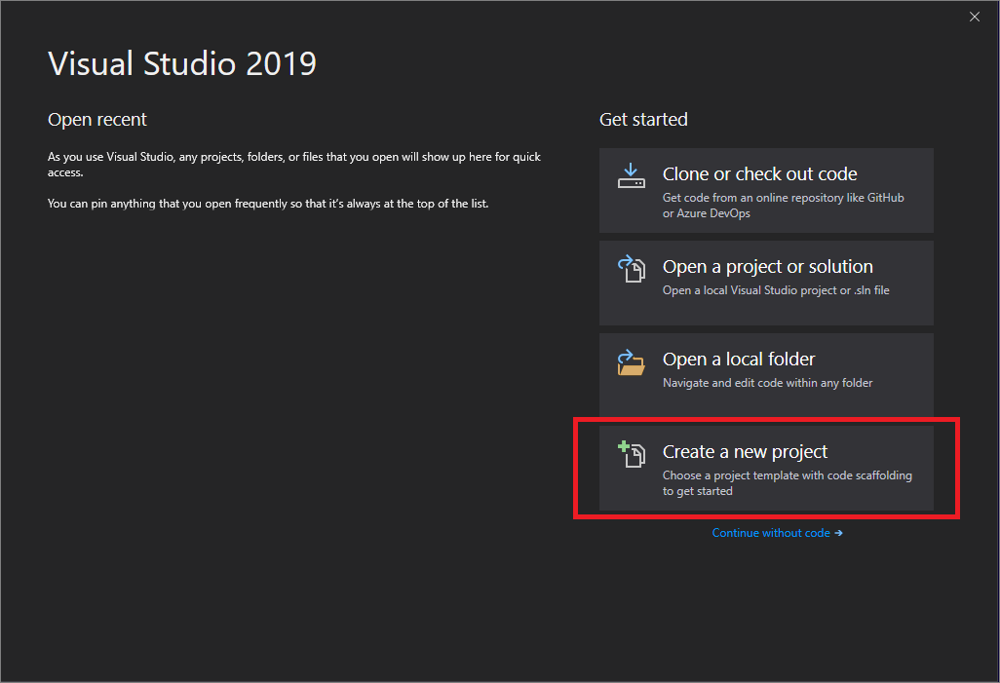 Visual Studio 2019
Open recent
As you use Visual Studio, any projects, folders, or files that you open will show up here for quick
access.
You can pin anything that you open frequently so that it's always at the top of the list.
Get started
Clone or check out code
Get code from an online repository like GitHub
or Azure DevOps
Open a project or solution
Open a local Visual Studio project or .sln file
Open a local folder
Navigate and edit code within any folder
Create a new project
Choose a project template with code scaffolding
to get started
Continue without code →